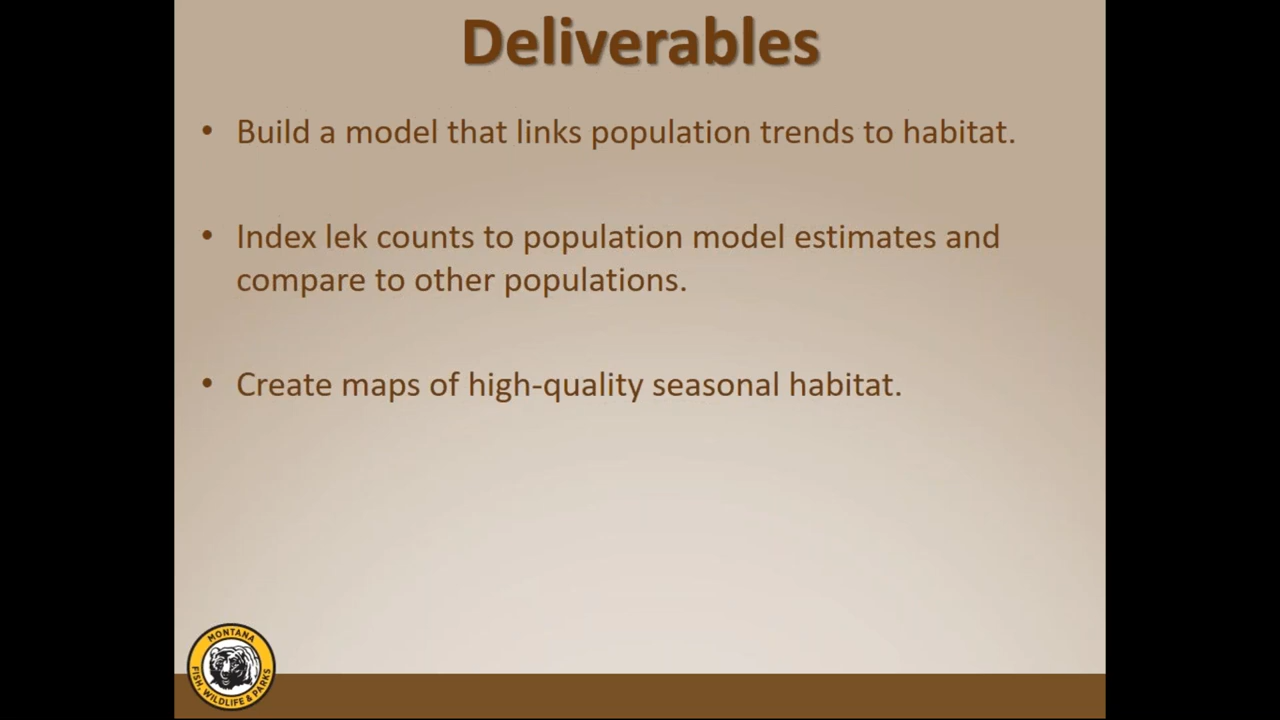 Deliverables
• Build a model that links population trends to habitat.
• Index lek counts to population model estimates and
compare to other populations.
• Create maps of high-quality seasonal habitat.
MONTANA
FISH, WILDLIFE & PARKS